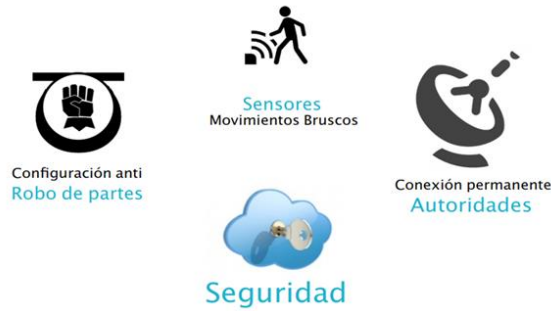 Sensores
Movimientos Bruscos
Configuración anti
Robo de partes
Conexión permanente
Autoridades
Seguridad